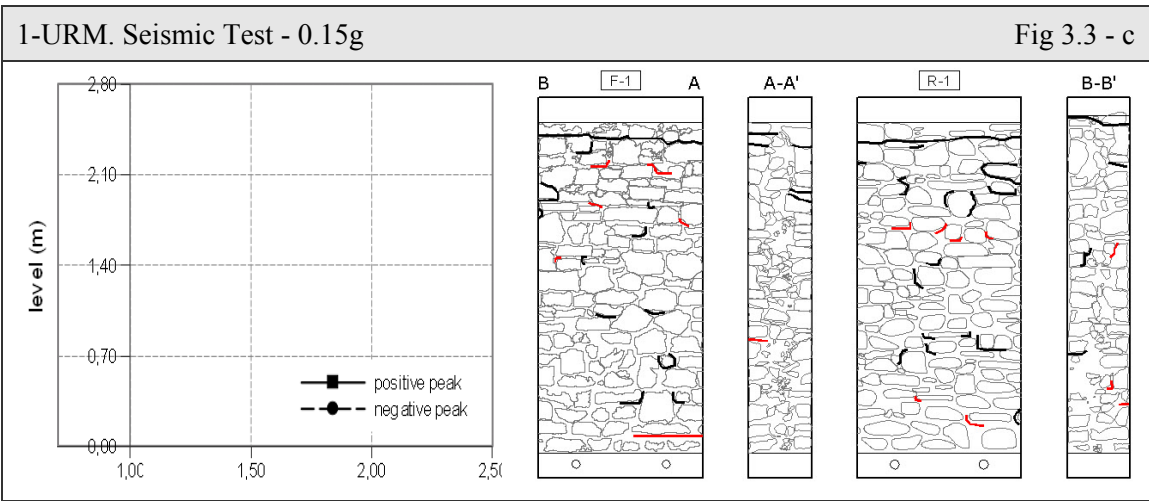 1-URM. Seismic Test - 0.15g Fig 3.3 - c
2,80
2,10
1,40
0,70
0,00
level (m)
positive peak
negative peak
1,00
1,50
2,00
2,50
B F-1 A
A-A'
R-1
B-B'